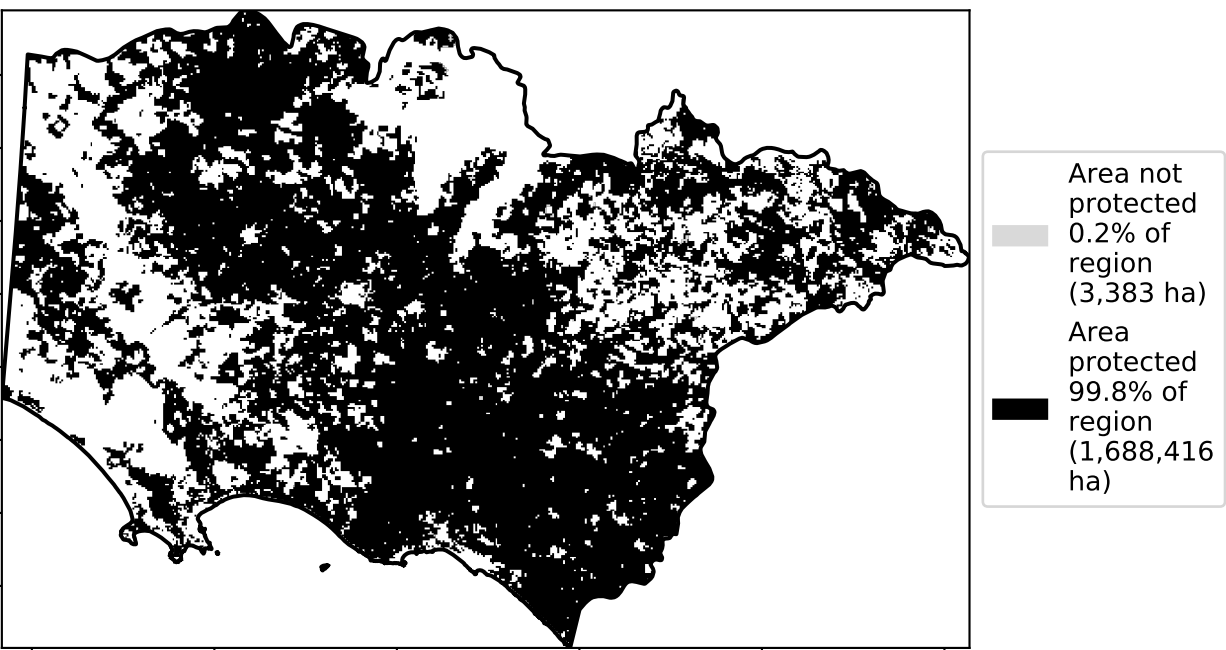 Area not
protected
0.2% of
region
(3,383 ha)
Area
protected
99.8% of
region
(1,688,416
ha)